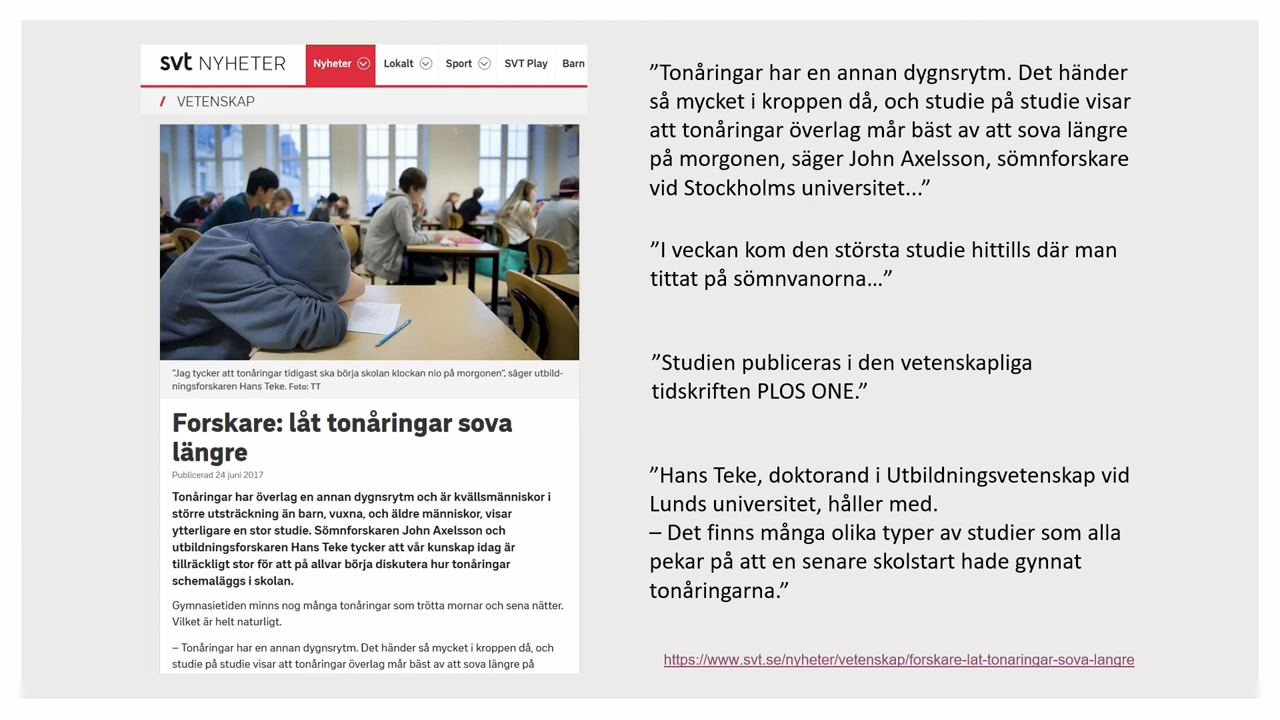 svt NYHETER
Nyheter
Lokalt
Sport
SVT Play
Barn
/ VETENSKAP
"Jag tycker att tonåringar tidigast ska börja skolan klockan nio på morgonen", säger utbild-
ningsforskaren Hans Teke. Foto: TT
Forskare: låt tonåringar sova
längre
Publicerad 24 juni 2017
Tonåringar har överlag en annan dygnsrytm och är kvällsmänniskor i
större utsträckning än barn, vuxna, och äldre människor, visar
ytterligare en stor studie. Sömnforskaren John Axelsson och
utbildningsforskaren Hans Teke tycker att vår kunskap idag är
tillräckligt stor för att på allvar börja diskutera hur tonåringar
schemaläggs i skolan.
Gymnasietiden minns nog många tonåringar som trötta mornar och sena nätter.
Vilket är helt naturligt.
– Tonåringar har en annan dygnsrytm. Det händer så mycket i kroppen då, och
studie på studie visar att tonåringar överlag mår bäst av att sova längre på
”Tonåringar har en annan dygnsrytm. Det händer
så mycket i kroppen då, och studie på studie visar
att tonåringar överlag mår bäst av att sova längre
på morgonen, säger John Axelsson, sömnforskare
vid Stockholms universitet...”
”I veckan kom den största studie hittills där man
tittat på sömnvanorna…”
”Studien publiceras i den vetenskapliga
tidskriften PLOS ONE.”
”Hans Teke, doktorand i Utbildningsvetenskap vid
Lunds universitet, håller med.
– Det finns många olika typer av studier som alla
pekar på att en senare skolstart hade gynnat
tonåringarna.”
https://www.svt.se/nyheter/vetenskap/forskare-lat-tonaringar-sova-langre